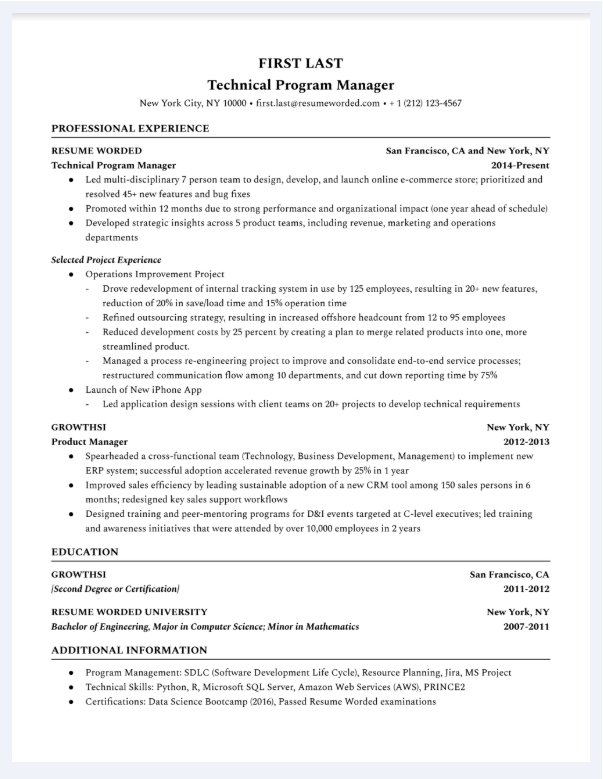 FIRST LAST
Technical Program Manager
New York City, NY 10000 • first.last@resumeworded.com • + 1 (212) 123-4567
PROFESSIONAL EXPERIENCE
RESUME WORDED San Francisco, CA and New York, NY
Technical Program Manager 2014-Present
● Led multi-disciplinary 7 person team to design, develop, and launch online e-commerce store; prioritized and
resolved 45+ new features and bug fixes
● Promoted within 12 months due to strong performance and organizational impact (one year ahead of schedule)
● Developed strategic insights across 5 product teams, including revenue, marketing and operations
departments
Selected Project Experience
● Operations Improvement Project
- Drove redevelopment of internal tracking system in use by 125 employees, resulting in 20+ new features,
reduction of 20% in save/load time and 15% operation time
- Refined outsourcing strategy, resulting in increased offshore headcount from 12 to 95 employees
- Reduced development costs by 25 percent by creating a plan to merge related products into one, more
streamlined product.
- Managed a process re-engineering project to improve and consolidate end-to-end service processes;
restructured communication flow among 10 departments, and cut down reporting time by 75%
● Launch of New iPhone App
- Led application design sessions with client teams on 20+ projects to develop technical requirements
GROWTHSI New York, NY
Product Manager 2012-2013
● Spearheaded a cross-functional team (Technology, Business Development, Management) to implement new
ERP system; successful adoption accelerated revenue growth by 25% in 1 year
● Improved sales efficiency by leading sustainable adoption of a new CRM tool among 150 sales persons in 6
months; redesigned key sales support workflows
● Designed training and peer-mentoring programs for D&I events targeted at C-level executives; led training
and awareness initiatives that were attended by over 10,000 employees in 2 years
EDUCATION
GROWTHSI San Francisco, CA
[Second Degree or Certification] 2011-2012
RESUME WORDED UNIVERSITY New York, NY
Bachelor of Engineering, Major in Computer Science; Minor in Mathematics 2007-2011
ADDITIONAL INFORMATION
● Program Management: SDLC (Software Development Life Cycle), Resource Planning, Jira, MS Project
● Technical Skills: Python, R, Microsoft SQL Server, Amazon Web Services (AWS), PRINCE2
● Certifications: Data Science Bootcamp (2016), Passed Resume Worded examinations